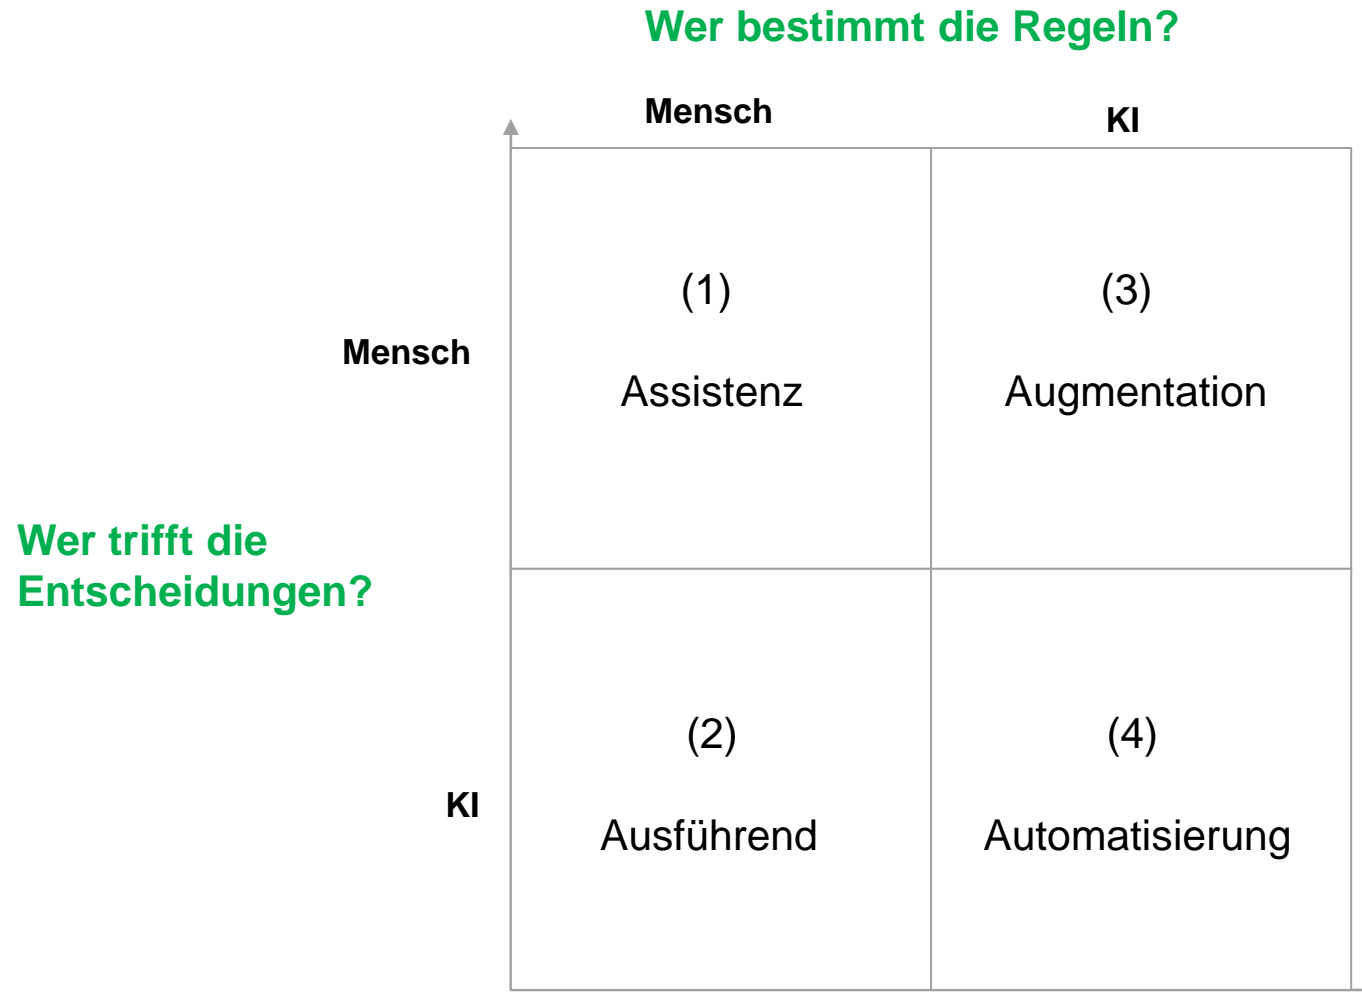 Wer bestimmt die Regeln?
Mensch
KI
Mensch
(1)
Assistenz
(3)
Augmentation
Wer trifft die
Entscheidungen?
KI
(2)
Ausführend
(4)
Automatisierung